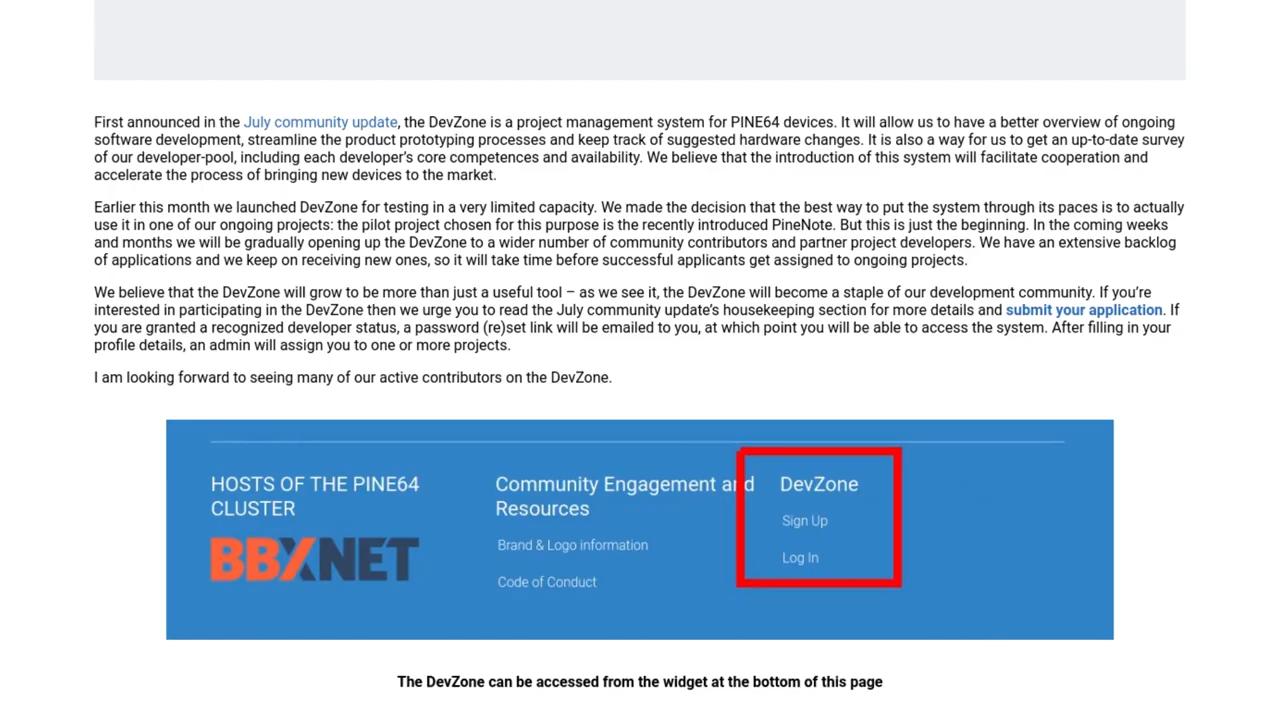 First announced in the July community update, the DevZone is a project management system for PINE64 devices. It will allow us to have a better overview of ongoing
software development, streamline the product prototyping processes and keep track of suggested hardware changes. It is also a way for us to get an up-to-date survey
of our developer-pool, including each developer's core competences and availability. We believe that the introduction of this system will facilitate cooperation and
accelerate the process of bringing new devices to the market.
Earlier this month we launched DevZone for testing in a very limited capacity. We made the decision that the best way to put the system through its paces is to actually
use it in one of our ongoing projects: the pilot project chosen for this purpose is the recently introduced PineNote. But this is just the beginning. In the coming weeks
and months we will be gradually opening up the DevZone to a wider number of community contributors and partner project developers. We have an extensive backlog
of applications and we keep on receiving new ones, so it will take time before successful applicants get assigned to ongoing projects.
We believe that the DevZone will grow to be more than just a useful tool – as we see it, the DevZone will become a staple of our development community. If you're
interested in participating in the DevZone then we urge you to read the July community update's housekeeping section for more details and submit your application. If
you are granted a recognized developer status, a password (re)set link will be emailed to you, at which point you will be able to access the system. After filling in your
profile details, an admin will assign you to one or more projects.
I am looking forward to seeing many of our active contributors on the DevZone.
HOSTS OF THE PINE64
CLUSTER
BBXNET
Community Engagement and
Resources
Brand & Logo information
Code of Conduct
DevZone
Sign Up
Log In
The DevZone can be accessed from the widget at the bottom of this page